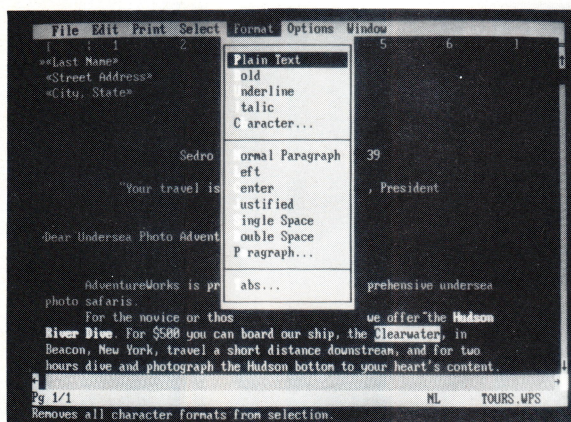 File Edit Print Select Format Options Window
[ 1 2 5 6 ]
»«Last Name»
«Street Address»
«City, State»
Plain Text
old
nderline
talic
C aracter...
ormal Paragraph
eft
enter
ustified
ingle Space
ouble Space
P ragraph...
abs...
Sedro 39
"Your travel is , President
Dear Undersea Photo Advent
AdventureWorks is pr prehensive undersea
photo safaris.
For the novice or thos we offer the Hudson
River Dive. For $500 you can board our ship, the Clearwater, in
Beacon, New York, travel a short distance downstream, and for two
hours dive and photograph the Hudson bottom to your heart's content.
Pg 1/1 NL TOURS.WPS
Removes all character formats from selection.